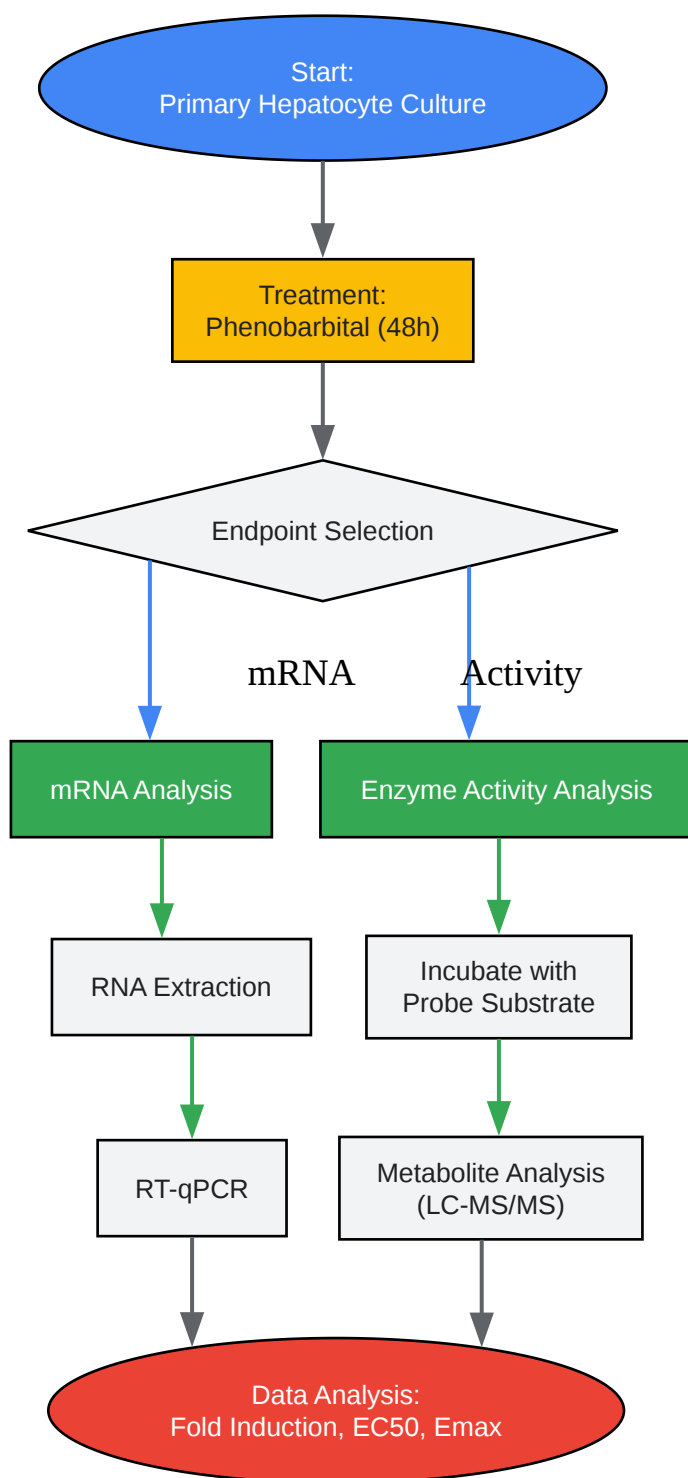 Start:
Primary Hepatocyte Culture
Treatment:
Phenobarbital (48h)
Endpoint Selection
mRNA
Activity
mRNA Analysis
Enzyme Activity Analysis
RNA Extraction
Incubate with
Probe Substrate
RT-qPCR
Metabolite Analysis
(LC-MS/MS)
Data Analysis:
Fold Induction, EC50, Emax